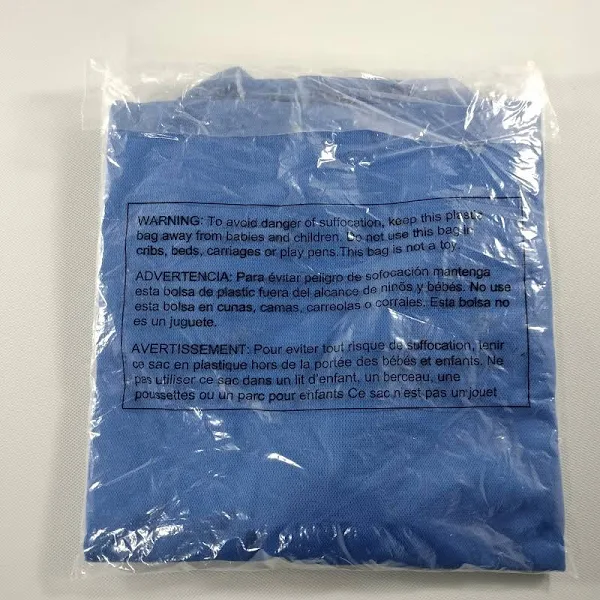 WARNING: To avoid danger of suffocation, keep this plastic
bag away from babies and children. Do not use this bag in
cribs, beds, carriages or play pens.This bag is not a toy.
ADVERTENCIA: Para évitar peligro de sofocación mantenga
esta bolsa de plastic fuera del alcance de niños y bébés. No use
esta bolsa en cunas, camas, carreolas o corrales. Esta bolsa no
es un juguete.
AVERTISSEMENT: Pour eviter tout risque de suffocation, tenir
ce sac en plastique hors de la portée des bébés et enfants. Ne
pas utiliser ce sac dans un lit d'enfant, un berceau, une
poussettes ou un parc pour enfants Ce sac n'est pas un jouet